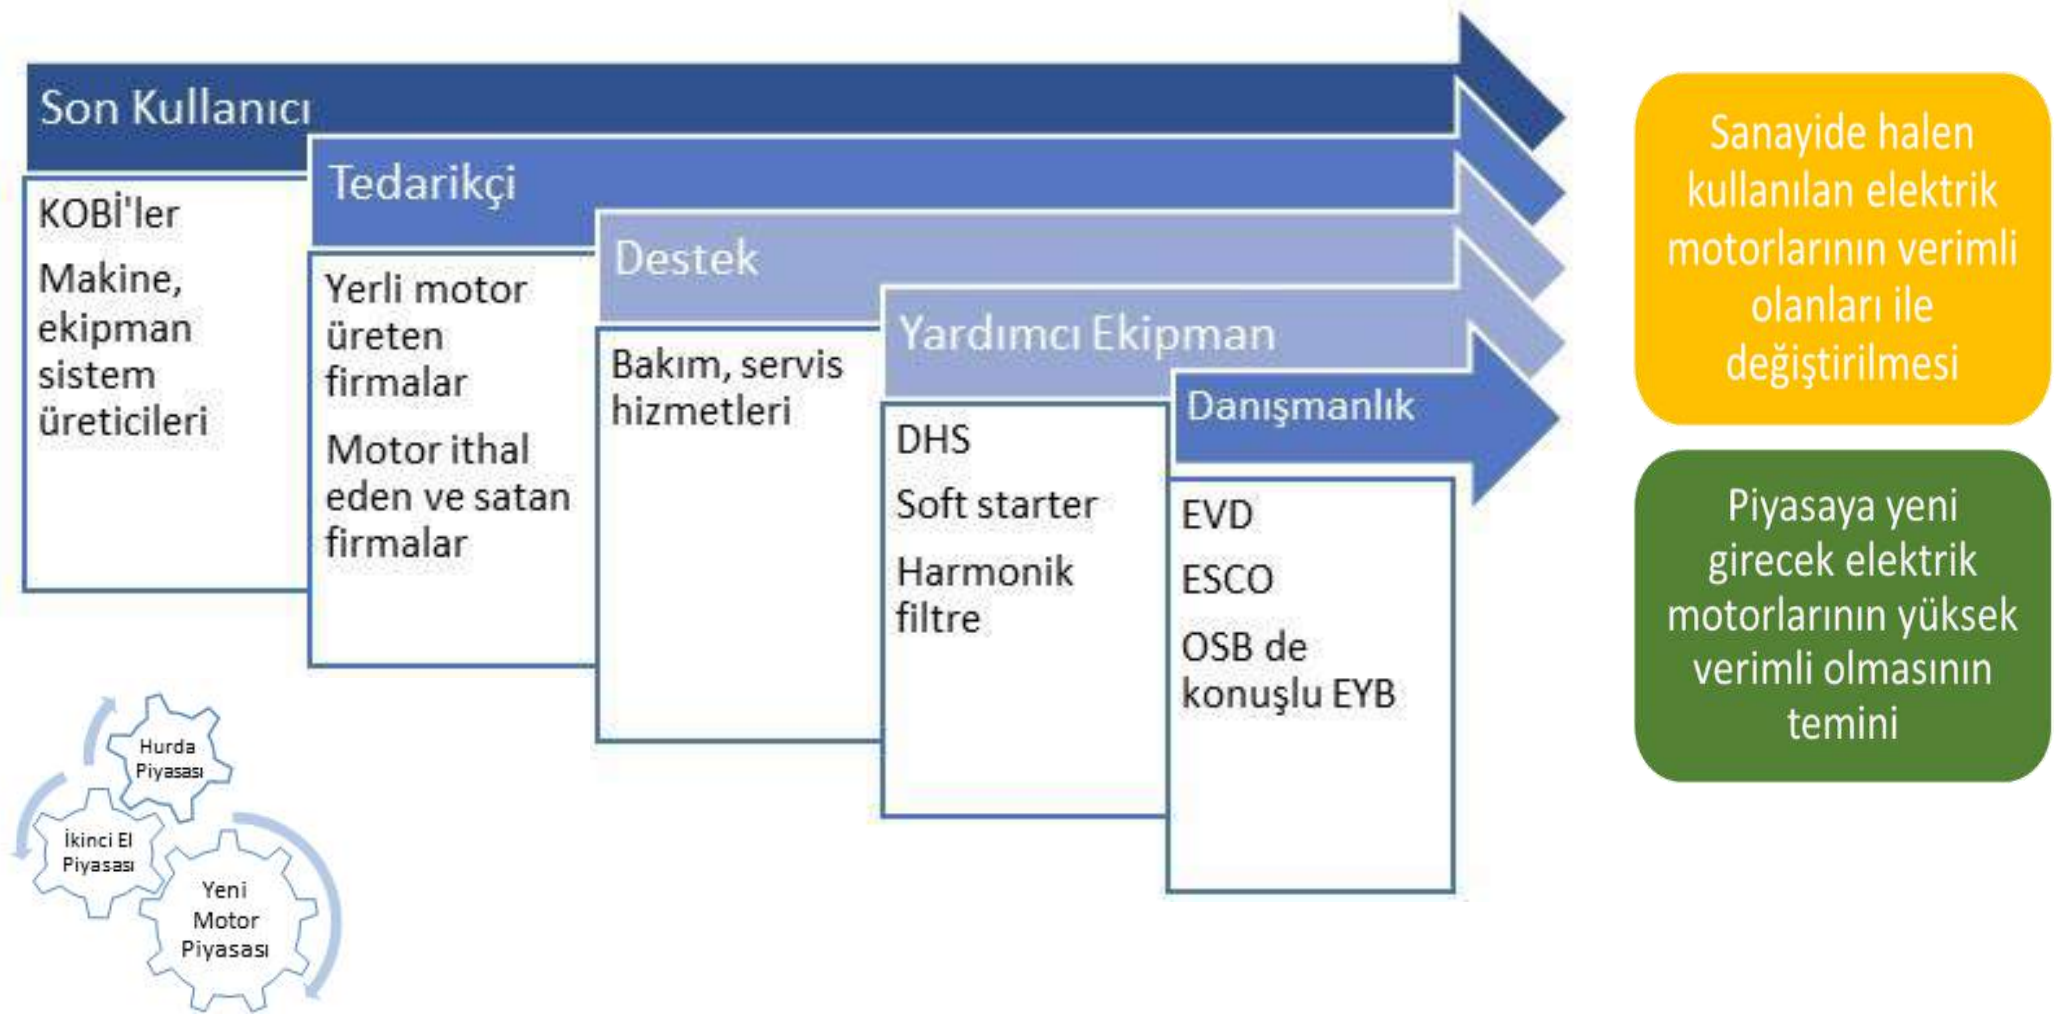 Son Kullanıcı
KOBİ'ler
Makine,
ekipman
sistem
üreticileri
Tedarikçi
Yerli motor
üreten
firmalar
Motor ithal
eden ve satan
firmalar
Destek
Bakım, servis
hizmetleri
Yardımcı Ekipman
DHS
Soft starter
Harmonik
filtre
Danışmanlık
EVD
ESCO
OSB de
konuşlu EYB
Sanayide halen
kullanılan elektrik
motorlarının verimli
olanları ile
değiştirilmesi
Piyasaya yeni
girecek elektrik
motorlarının yüksek
verimli olmasının
temini
Hurda
Piyasası
İkinci El
Piyasası
Yeni
Motor
Piyasası